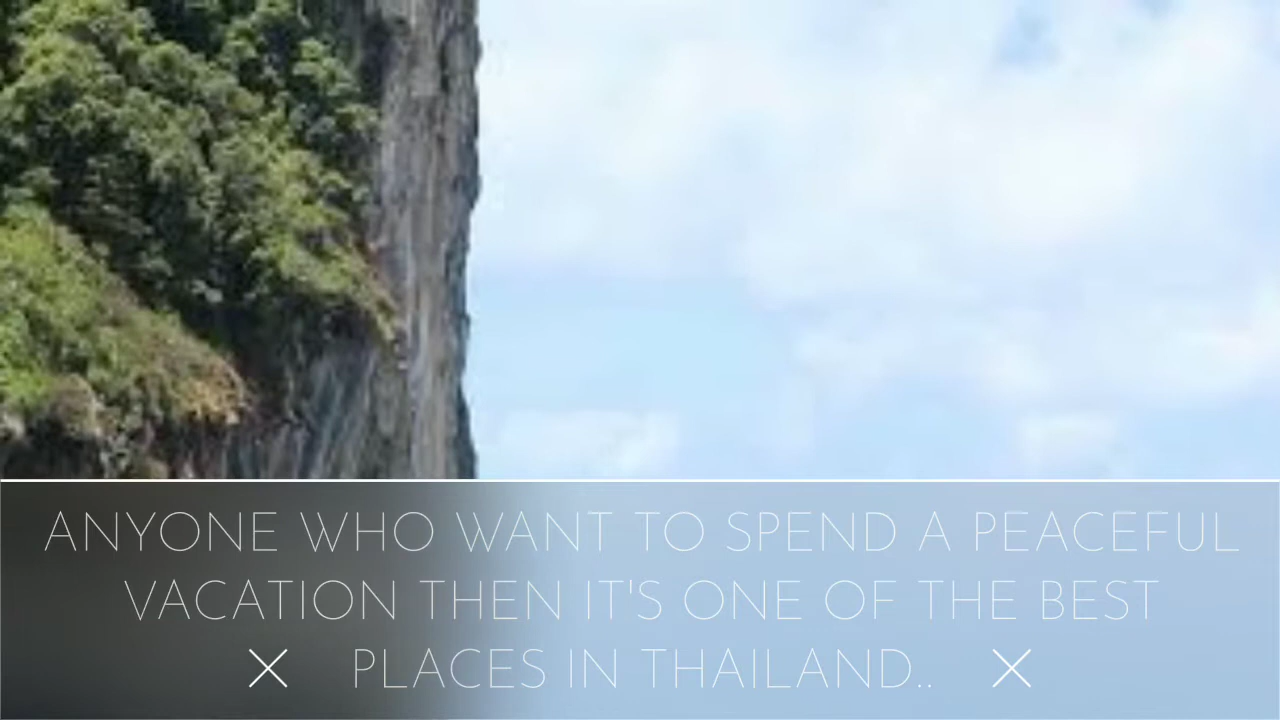 ANYONE WHO WANT TO SPEND A PEACEFUL
VACATION THEN IT'S ONE OF THE BEST
PLACES IN THAILAND..